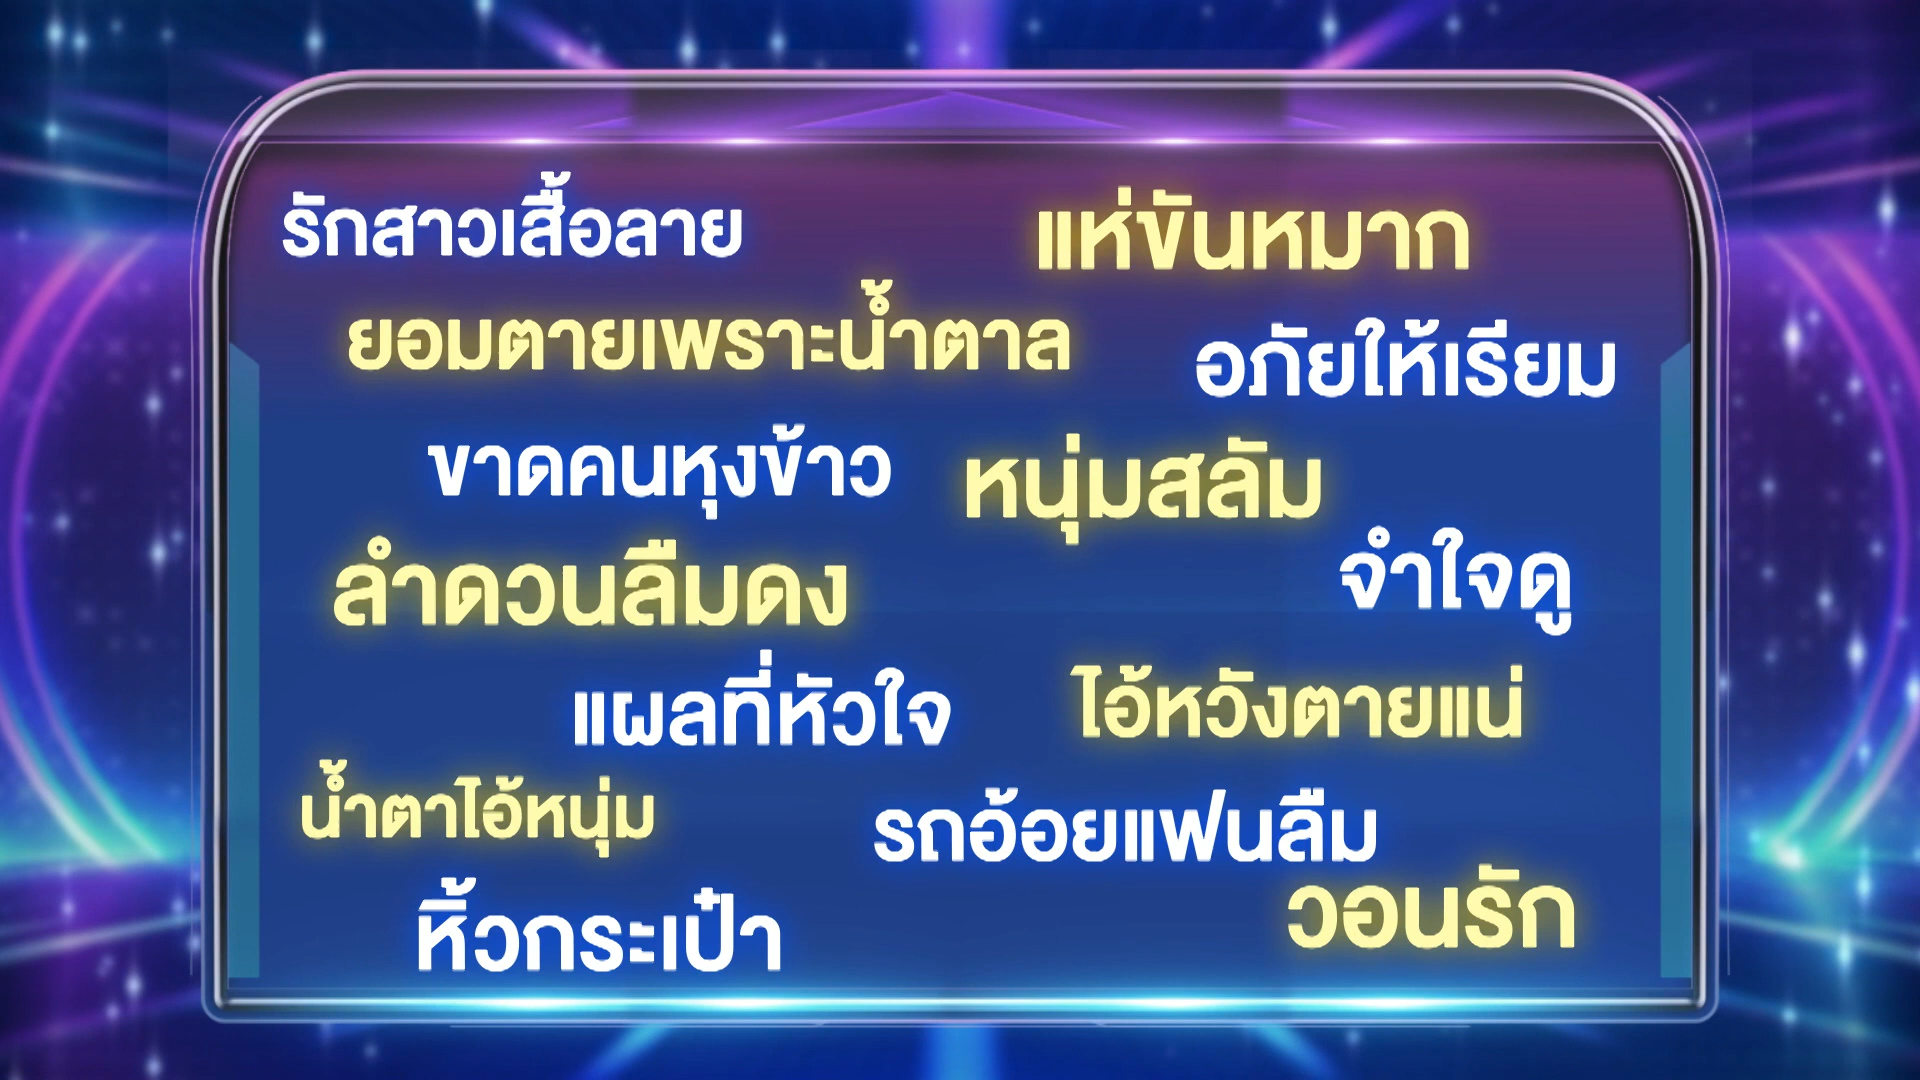 รักสาวเสื้อลาย
แห่ขันหมาก
ยอมตายเพราะน้ำตาล
อภัยให้เรียม
ขาดคนหุงข้าว
หนุ่มสลัม
ลำดวนลืมดง
จำใจดู
แผลที่หัวใจ
ไอ้หวังตายแน่
น้ำตาไอ้หนุ่ม
รถอ้อยแฟนลืม
วอนรัก
หิ้วกระเป๋า